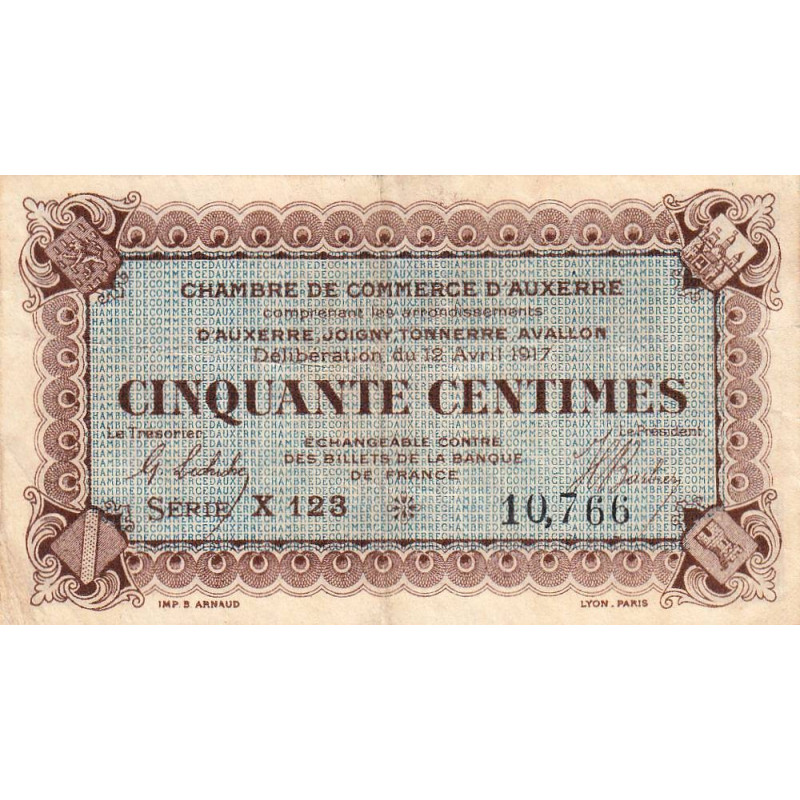 CHAMBRE DE COMMERCE D'AUXERRE
comprenant les arrondissements
D'AUXERRE, JOIGNY, TONNERRE AVALLON
Délibération du 12 Avril 1917
CINQUANTE CENTIMES
Le Trésorier
Le Président
ÉCHANGEABLE CONTRE
DES BILLETS DE LA BANQUE
DE FRANCE
SÉRIE X 123 10,766
IMP. B. ARNAUD LYON - PARIS